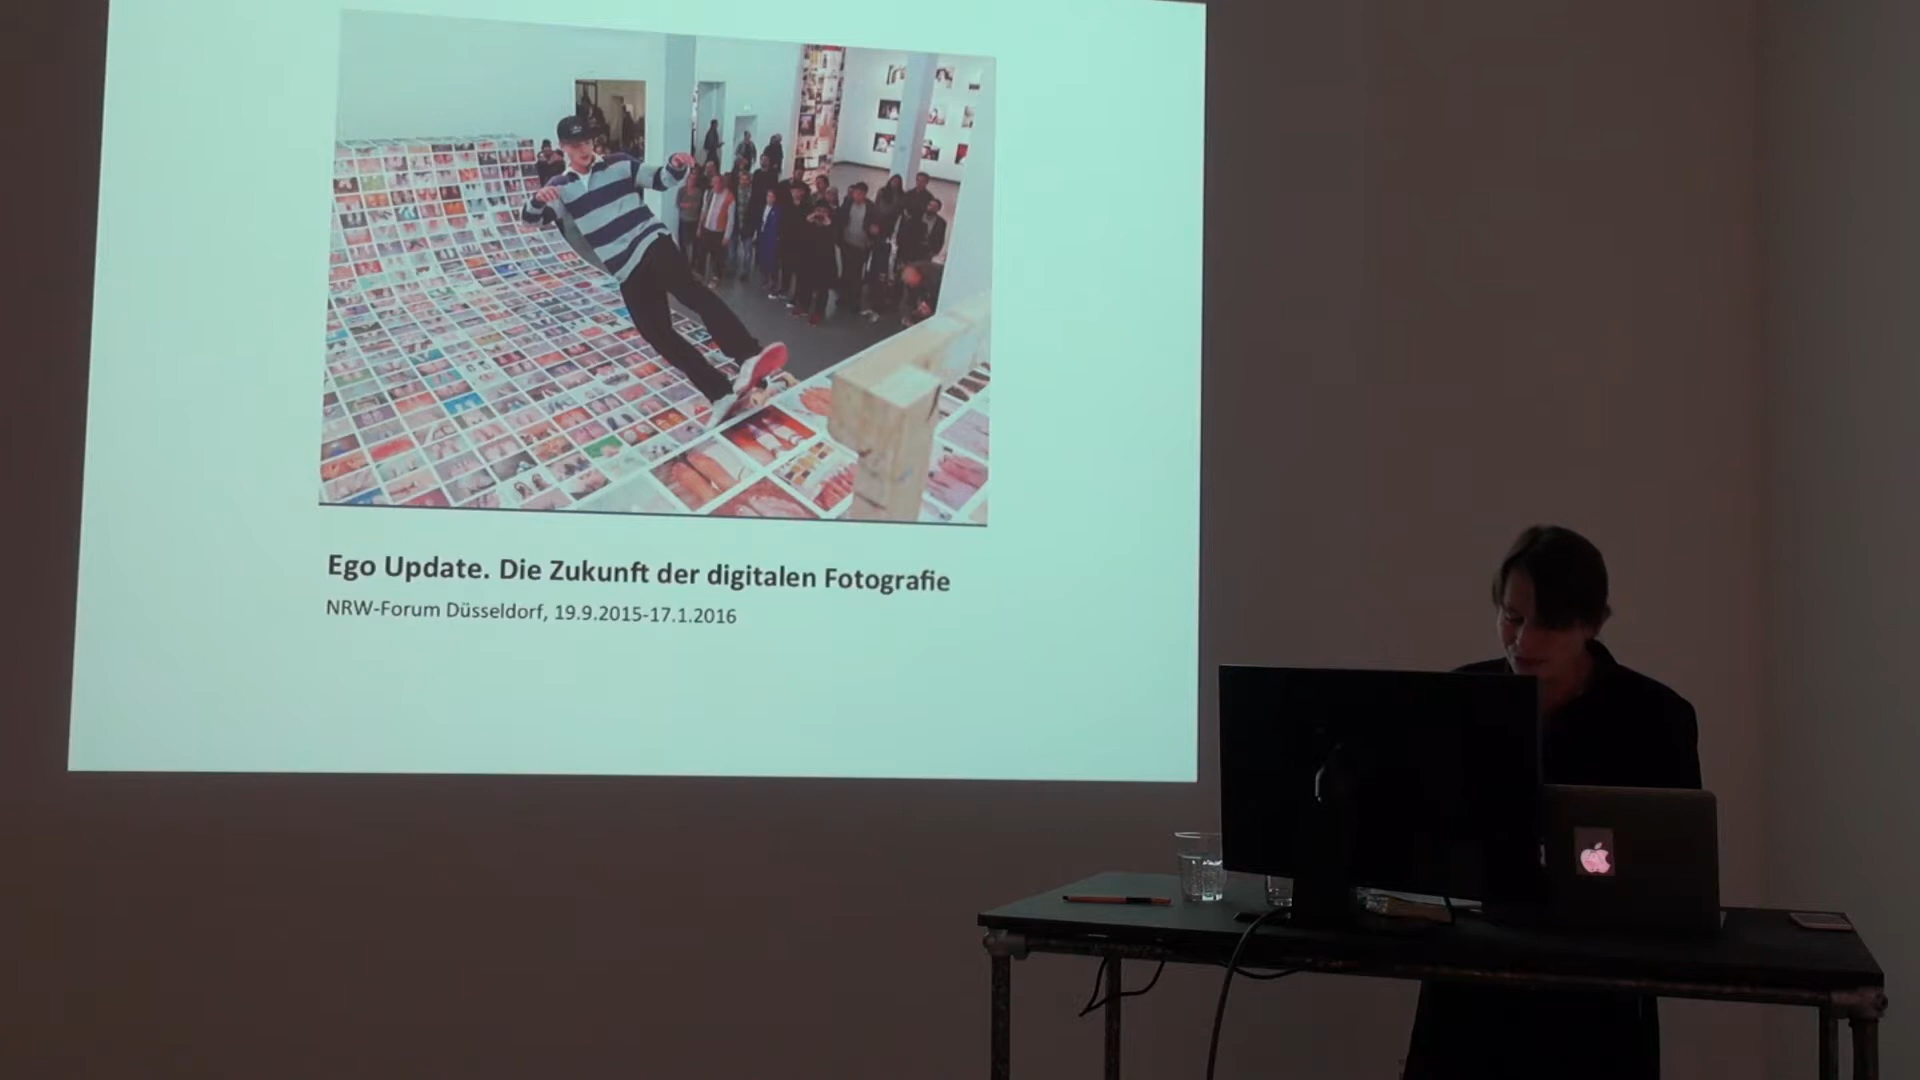 Ego Update. Die Zukunft der digitalen Fotografie
NRW-Forum Düsseldorf, 19.9.2015-17.1.2016